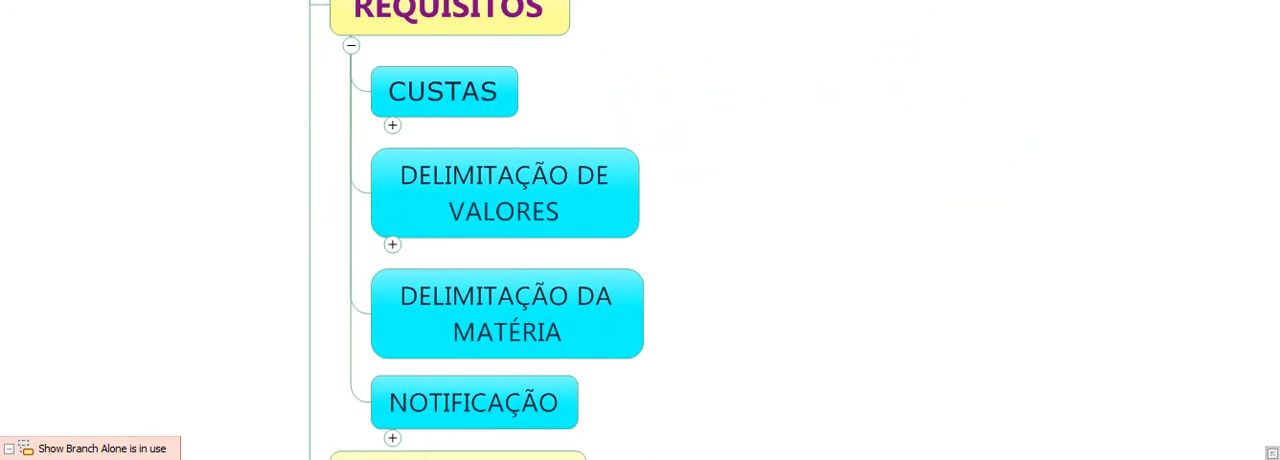 REQUISITOS
CUSTAS
DELIMITAÇÃO DE
VALORES
DELIMITAÇÃO DA
MATÉRIA
NOTIFICAÇÃO
Show Branch Alone is in use